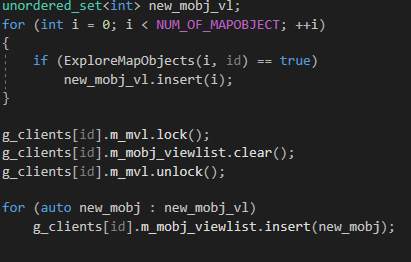 unordered_set<int> new_mobj_vl;
for (int i = 0; i < NUM_OF_MAPOBJECT; ++i)
{
if (ExploreMapObjects(i, id) == true)
new_mobj_vl.insert(i);
}
g_clients[id].m_mvl.lock();
g_clients[id].m_mobj_viewlist.clear();
g_clients[id].m_mvl.unlock();
for (auto new_mobj : new_mobj_vl)
g_clients[id].m_mobj_viewlist.insert(new_mobj);